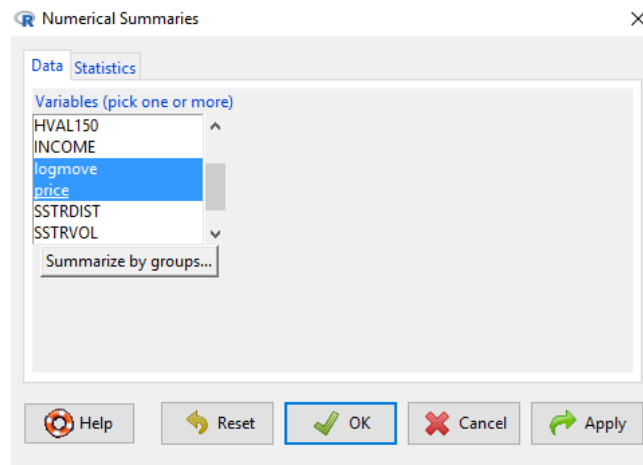 Numerical Summaries
Data Statistics
Variables (pick one or more)
HVAL150
INCOME
logmove
price
SSTRDIST
SSTRVOL
Summarize by groups...
Help Reset OK Cancel Apply